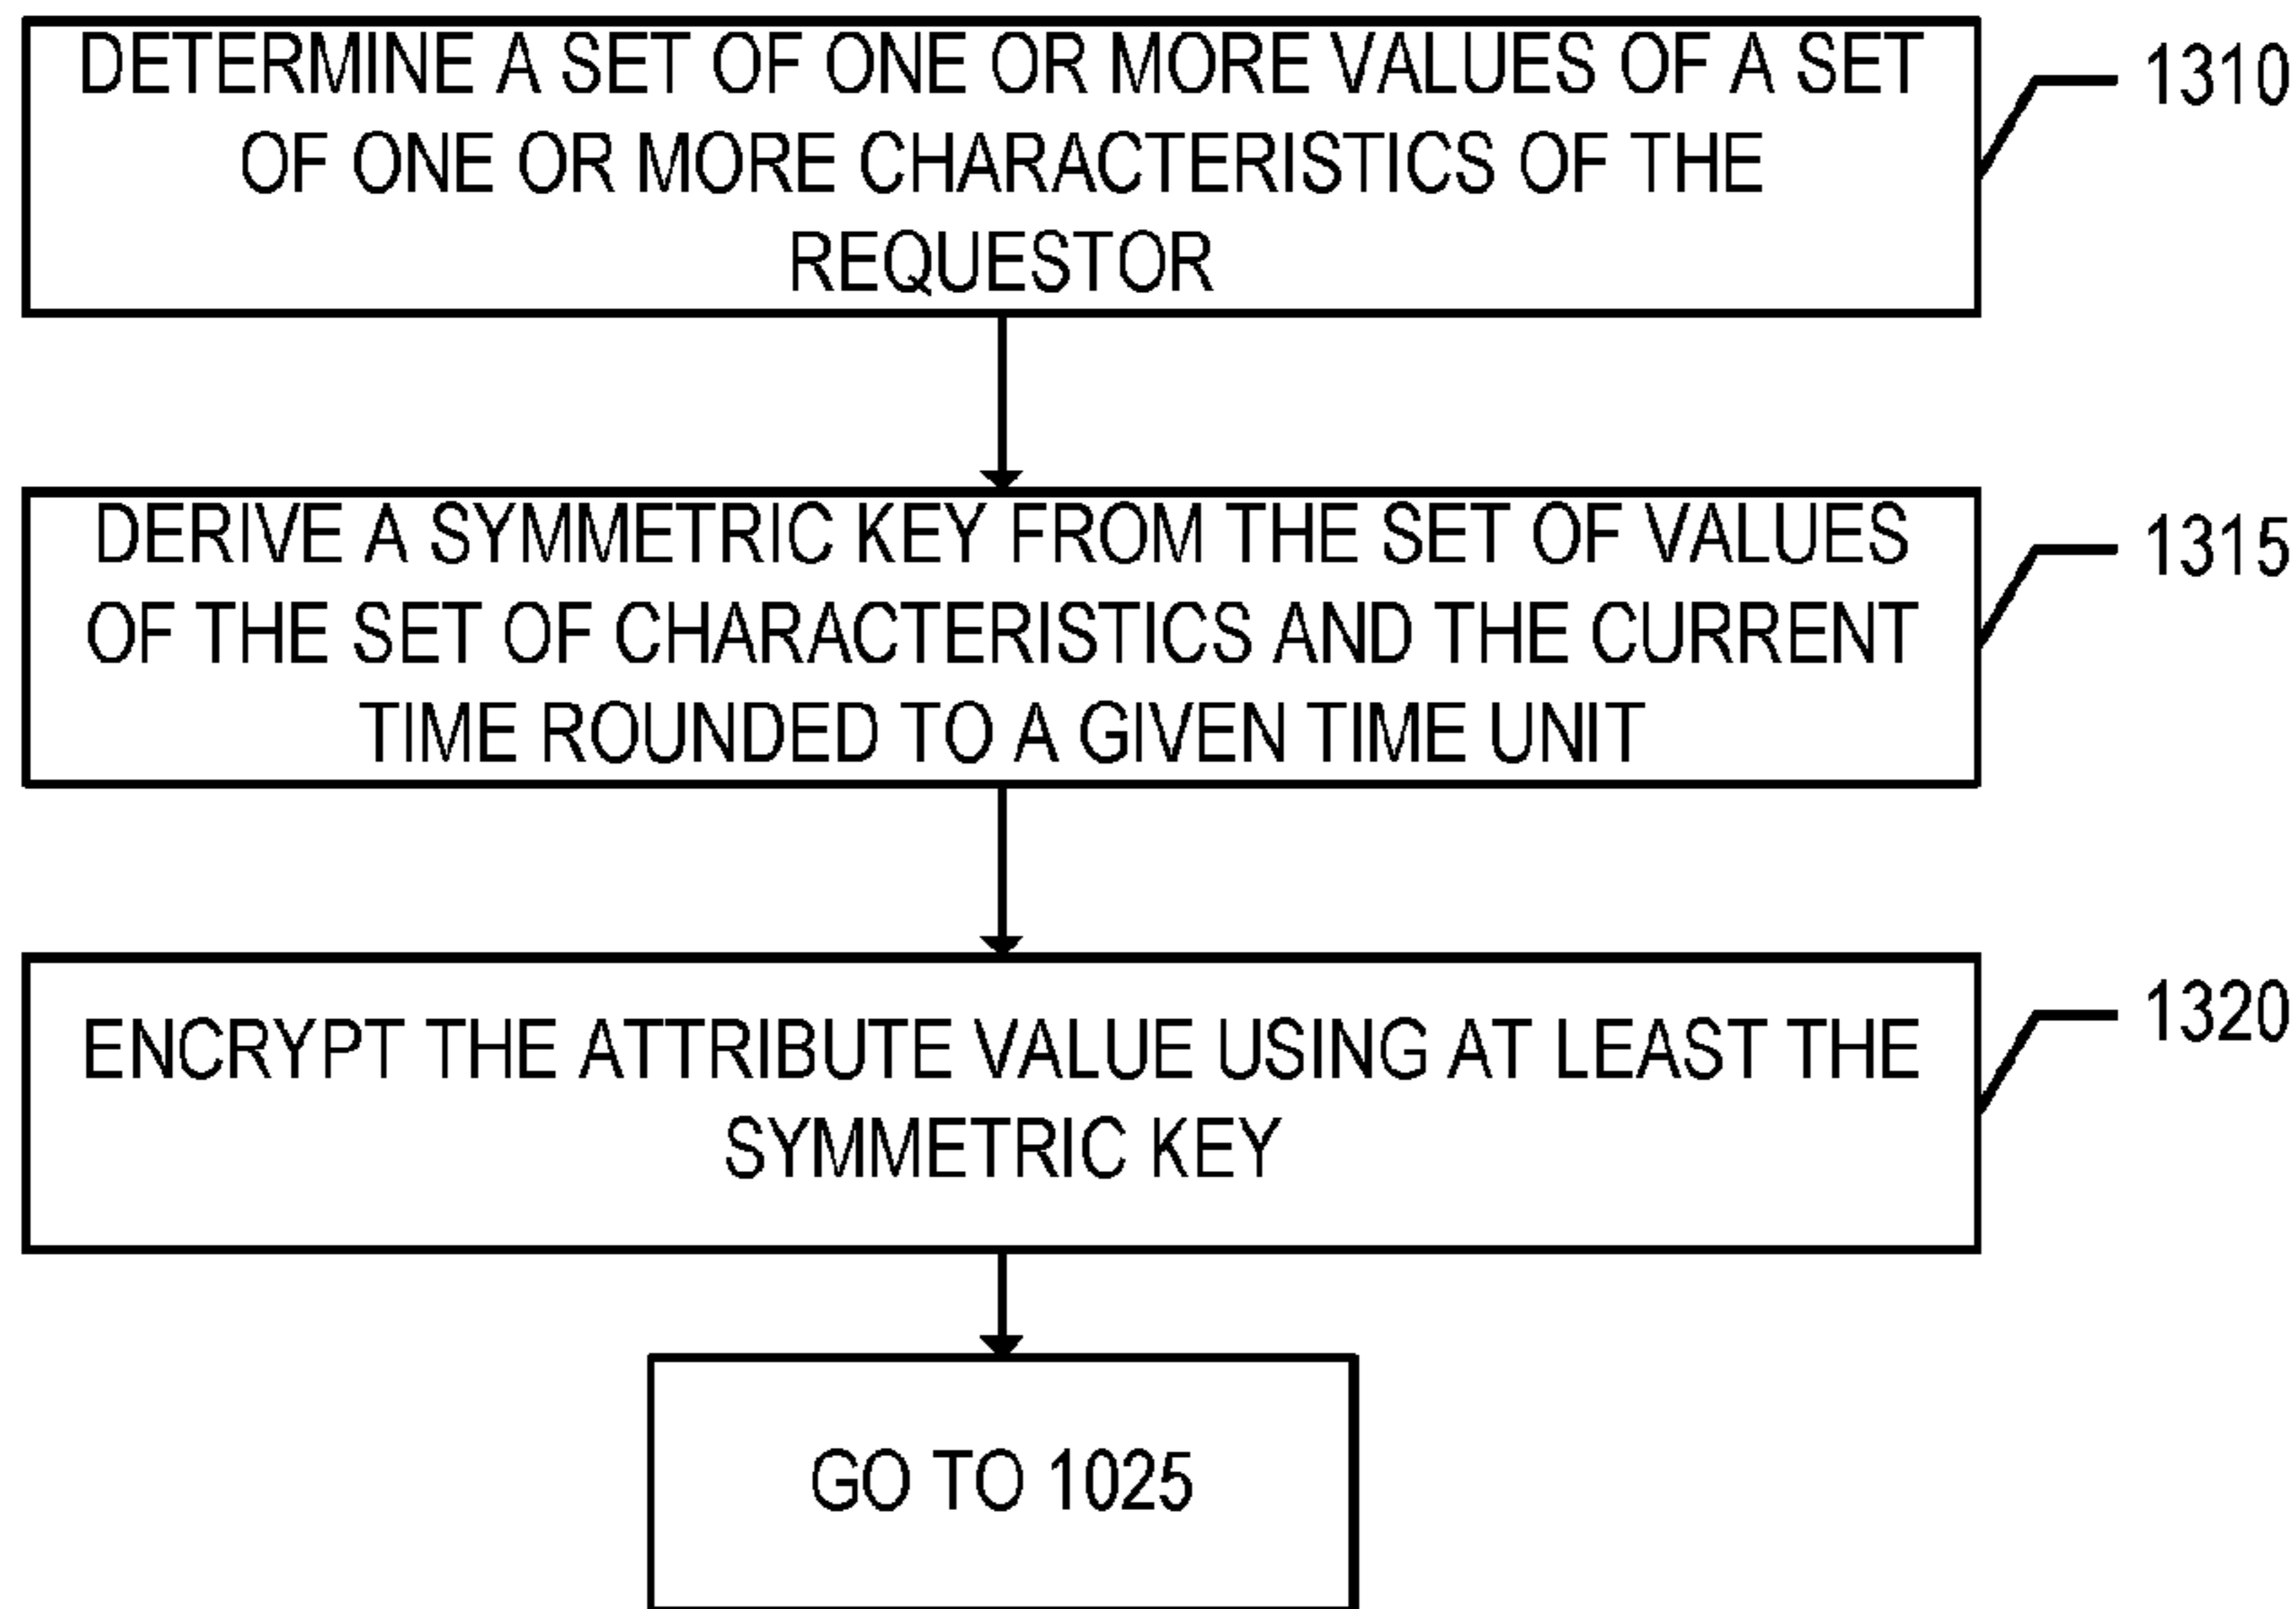 DETERMINE A SET OF ONE OR MORE VALUES OF A SET
OF ONE OR MORE CHARACTERISTICS OF THE
REQUESTOR
1310
DERIVE A SYMMETRIC KEY FROM THE SET OF VALUES
OF THE SET OF CHARACTERISTICS AND THE CURRENT
TIME ROUNDED TO A GIVEN TIME UNIT
1315
ENCRYPT THE ATTRIBUTE VALUE USING AT LEAST THE
SYMMETRIC KEY
1320
GO TO 1025